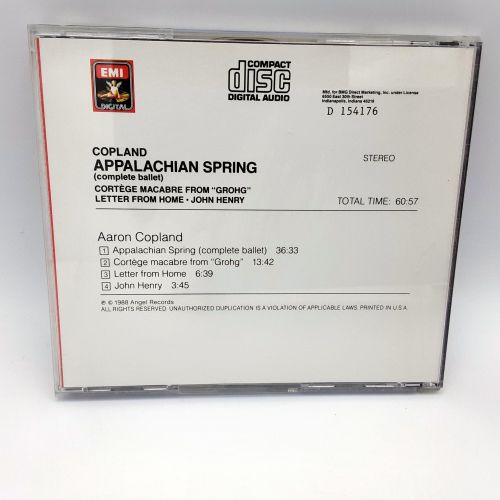 EMI
DIGITAL
COMPACT
disc
DIGITAL AUDIO
Mfd. for BMG Direct Marketing, Inc. under License
6550 East 30th Street
Indianapolis, Indiana 46219
D 154176
COPLAND
APPALACHIAN SPRING
(complete ballet)
STEREO
CORTÈGE MACABRE FROM "GROHG"
LETTER FROM HOME • JOHN HENRY
TOTAL TIME: 60:57
Aaron Copland
1 Appalachian Spring (complete ballet) 36:33
2 Cortège macabre from "Grohg" 13:42
3 Letter from Home 6:39
4 John Henry 3:45
℗ © 1988 Angel Records
ALL RIGHTS RESERVED. UNAUTHORIZED DUPLICATION IS A VIOLATION OF APPLICABLE LAWS. PRINTED IN U.S.A.